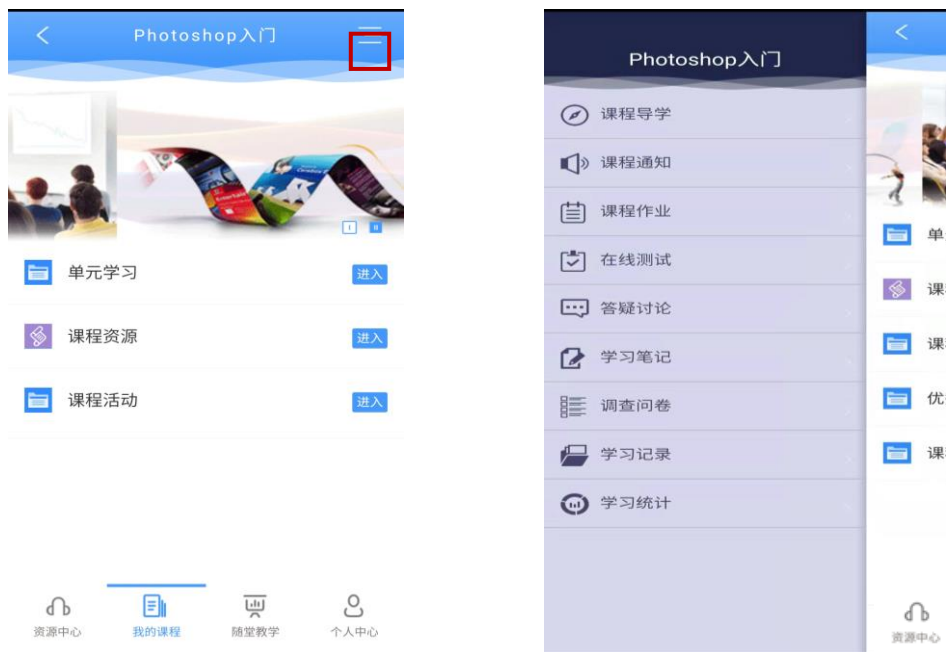 Photoshop入门
单元学习
进入
课程资源
进入
课程活动
进入
资源中心
我的课程
随堂教学
个人中心
Photoshop入门
课程导学
课程通知
课程作业
在线测试
答疑讨论
学习笔记
调查问卷
学习记录
学习统计
单
课
课
优
课
资源中心